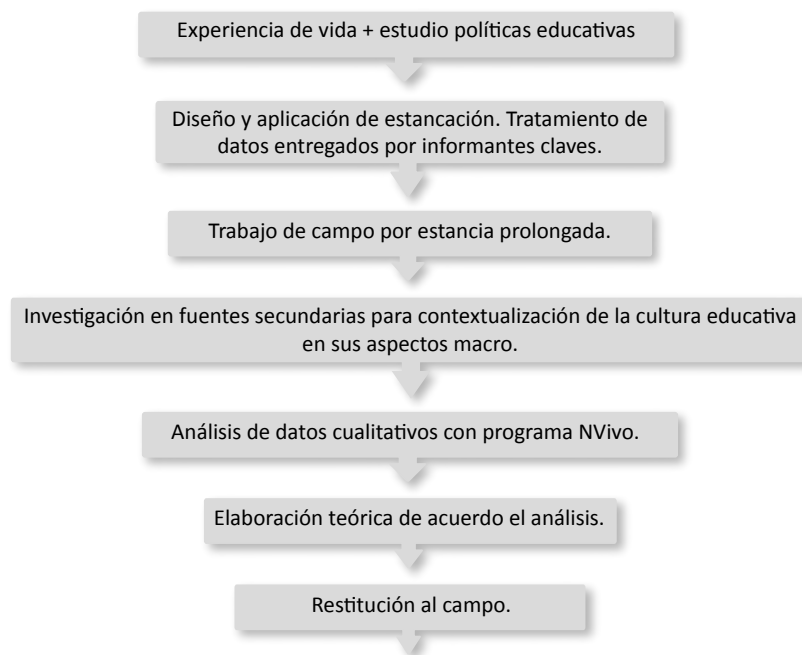 Experiencia de vida + estudio políticas educativas
Diseño y aplicación de estancación. Tratamiento de
datos entregados por informantes claves.
Trabajo de campo por estancia prolongada.
Investigación en fuentes secundarias para contextualización de la cultura educativa
en sus aspectos macro.
Análisis de datos cualitativos con programa NVivo.
Elaboración teórica de acuerdo el análisis.
Restitución al campo.